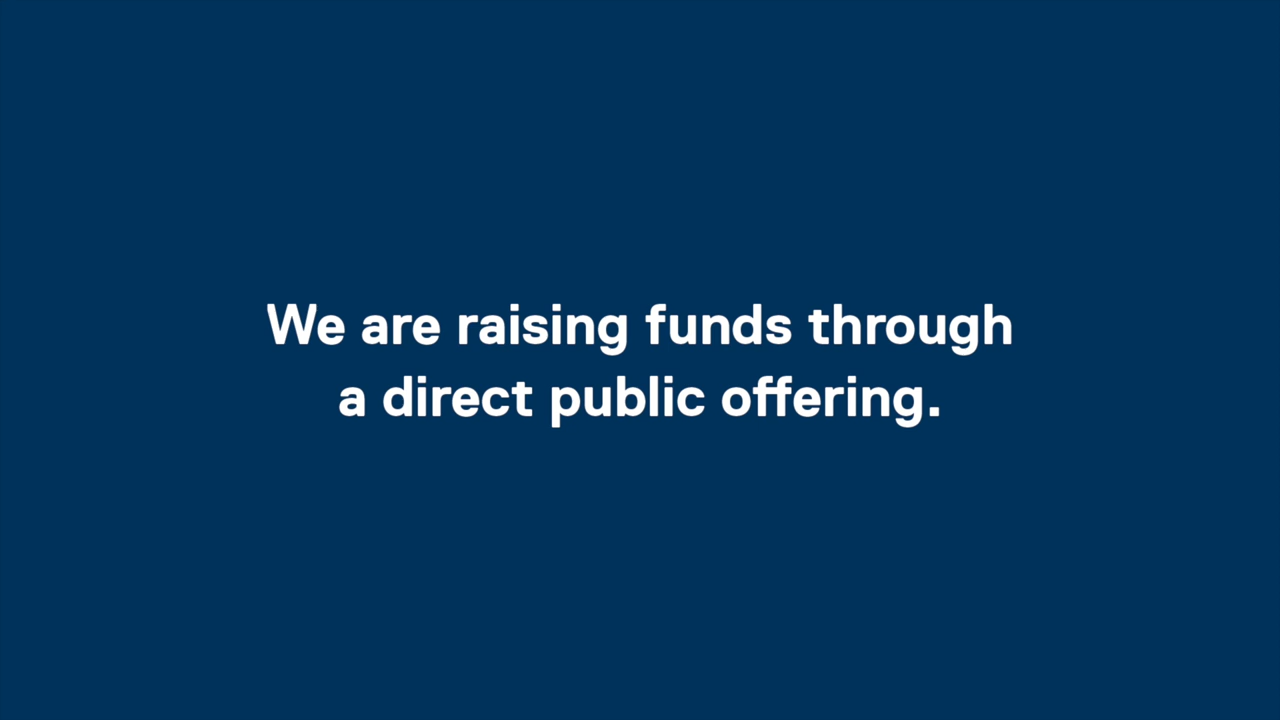 We are raising funds through
a direct public offering.